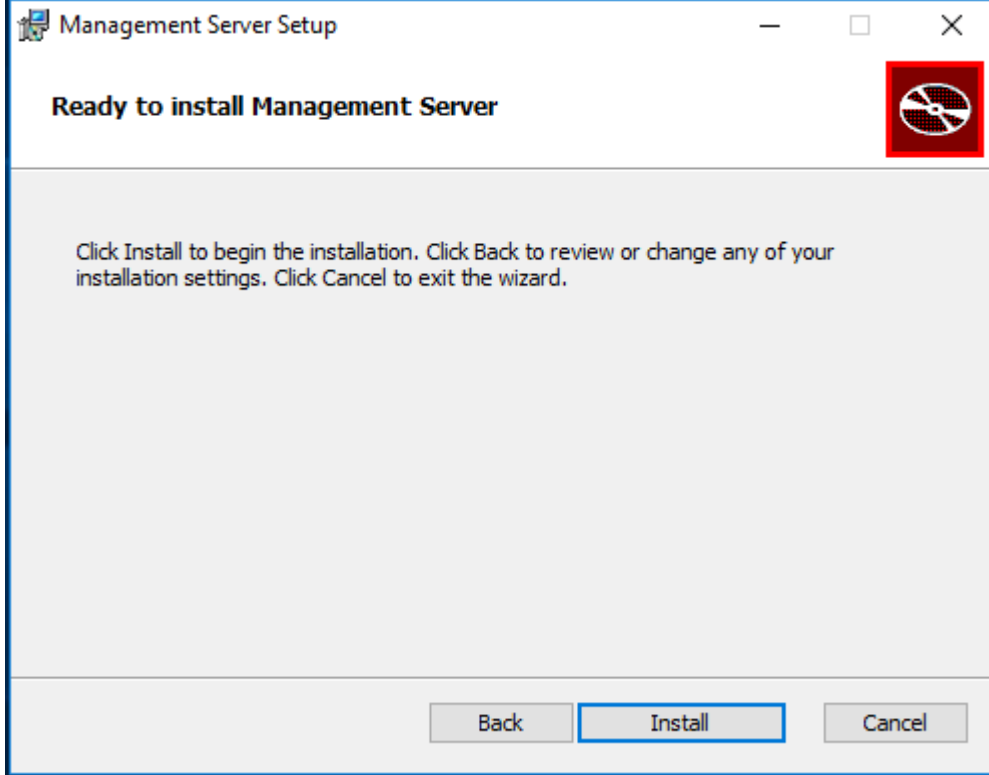 Management Server Setup
Ready to install Management Server
Click Install to begin the installation. Click Back to review or change any of your
installation settings. Click Cancel to exit the wizard.
Back
Install
Cancel